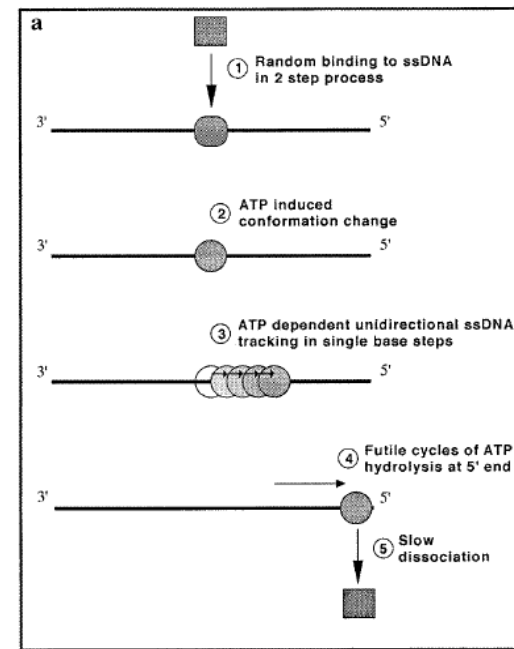 a
1 Random binding to ssDNA
in 2 step process
3' 5'
2 ATP induced
conformation change
3' 5'
3 ATP dependent unidirectional ssDNA
tracking in single base steps
3' 5'
4 Futile cycles of ATP
hydrolysis at 5' end
3' 5'
5 Slow
dissociation